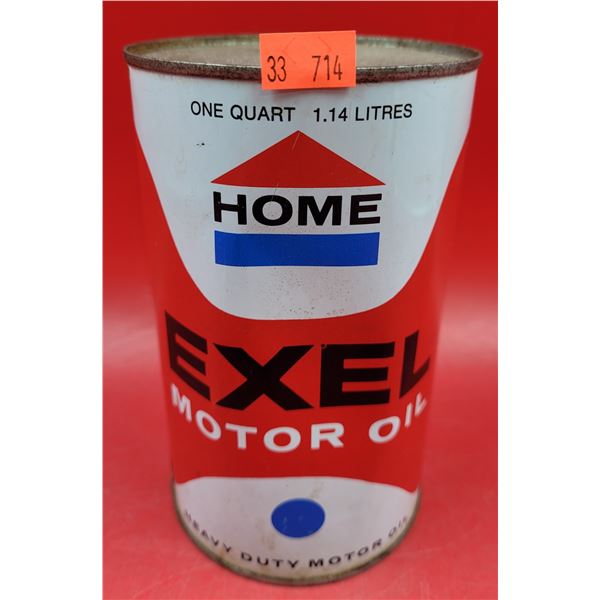 33 714
ONE QUART 1.14 LITRES
HOME
EXEL
MOTOR OIL
HEAVY DUTY MOTOR OIL